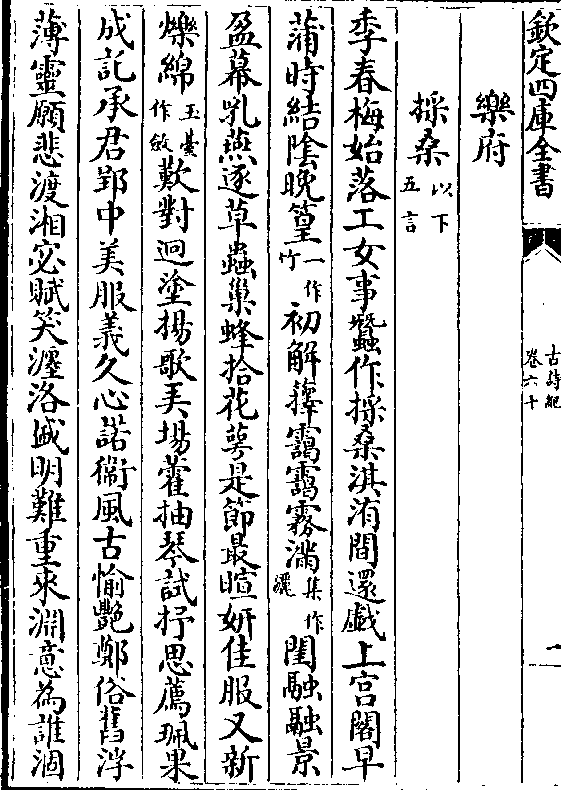 欽定四庫全書
古詩紀
卷六十
一
樂府
採桑以下五言
季春梅始落工女事蠶作採桑淇洧間還戲上宮閣早
蒲時結陰晚篁一作竹初解籜靄靄霧滿集作灑閨融融景
盈幕乳燕逐草蟲巢蜂拾花萼是節最暄妍佳服又新
爍綿玉臺作斂歎對迥塗揚歌弄場藿抽琴試抒思薦珮果
成託承君郢中美服義久心諾衞風古愉艷鄭俗舊浮
薄靈願悲渡湘宓賦笑瀍洛盛明難重來淵意為誰涸